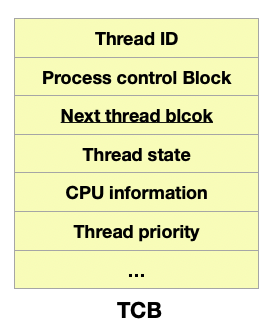 Thread ID
Process control Block
Next thread blcok
Thread state
CPU information
Thread priority
...
TCB